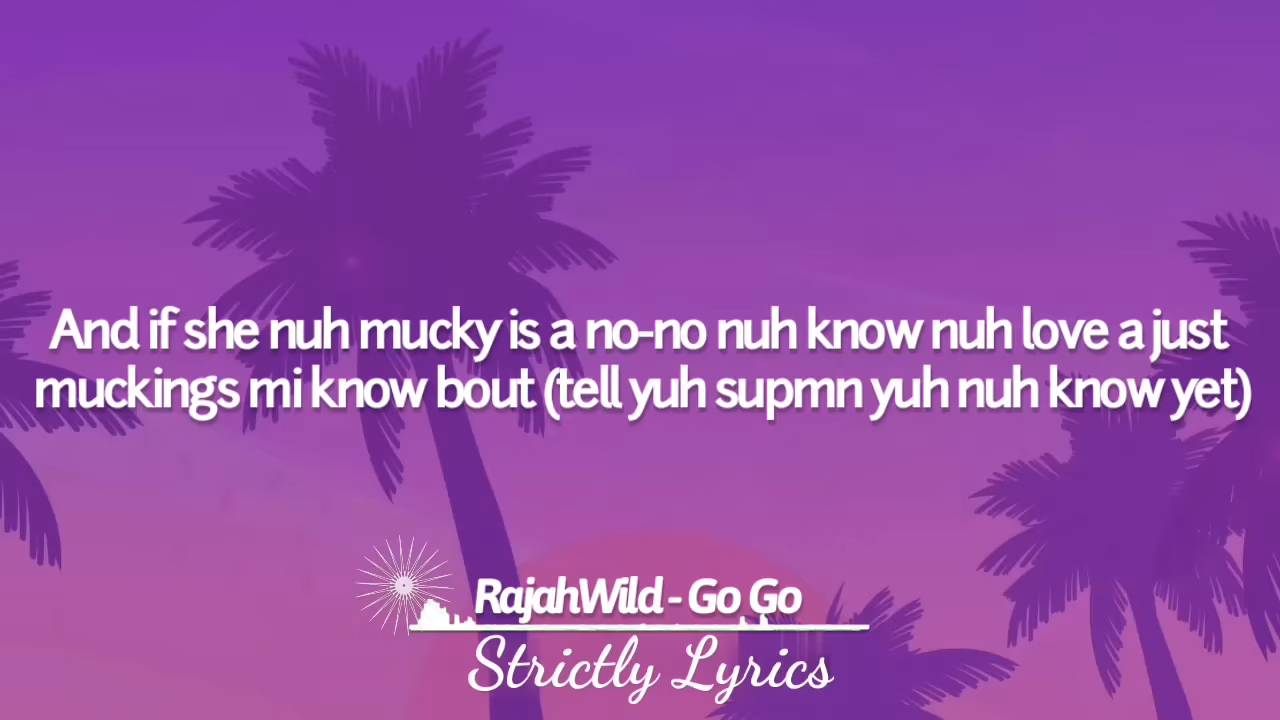 And if she nuh mucky is a no-no nuh know nuh love a just
muckings mi know bout (tell yuh supmn yuh nuh know yet)
RajahWild - Go Go
Strictly Lyrics